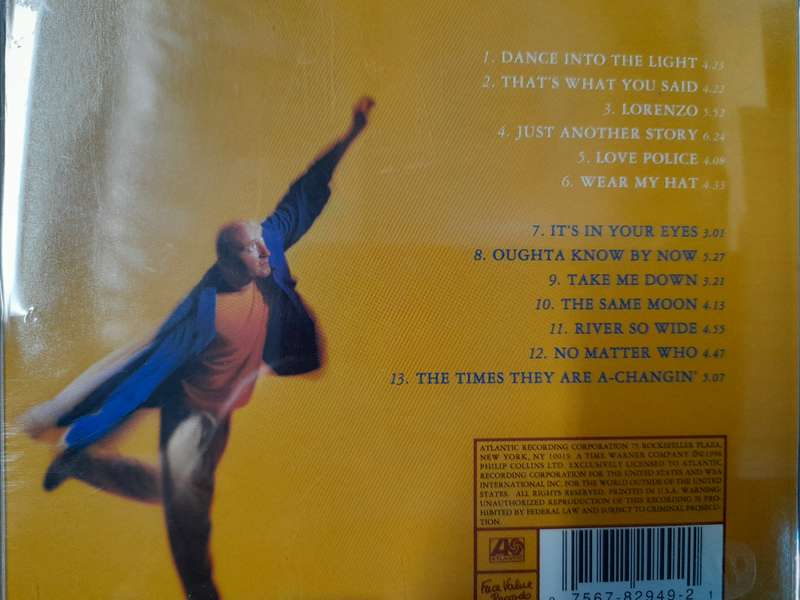 1. DANCE INTO THE LIGHT 4.23
2. THAT'S WHAT YOU SAID 4.22
3. LORENZO 5.52
4. JUST ANOTHER STORY 6.24
5. LOVE POLICE 4.08
6. WEAR MY HAT 4.33
7. IT'S IN YOUR EYES 3.01
8. OUGHTA KNOW BY NOW 5.27
9. TAKE ME DOWN 3.21
10. THE SAME MOON 4.13
11. RIVER SO WIDE 4.55
12. NO MATTER WHO 4.47
13. THE TIMES THEY ARE A-CHANGIN' 5.07
ATLANTIC RECORDING CORPORATION 75 ROCKEFELLER PLAZA,
NEW YORK, NY 10019. A TIME WARNER COMPANY ©1996
PHILIP COLLINS LTD. EXCLUSIVELY LICENSED TO ATLANTIC
RECORDING CORPORATION FOR THE UNITED STATES AND WEA
INTERNATIONAL INC. FOR THE WORLD OUTSIDE OF THE UNITED
STATES. ALL RIGHTS RESERVED. PRINTED IN U.S.A. WARNING:
UNAUTHORIZED REPRODUCTION OF THIS RECORDING IS PRO-
HIBITED BY FEDERAL LAW AND SUBJECT TO CRIMINAL PROSECU-
TION.
ATLANTIC
Face Value
Records
0 7567-82949-2 1